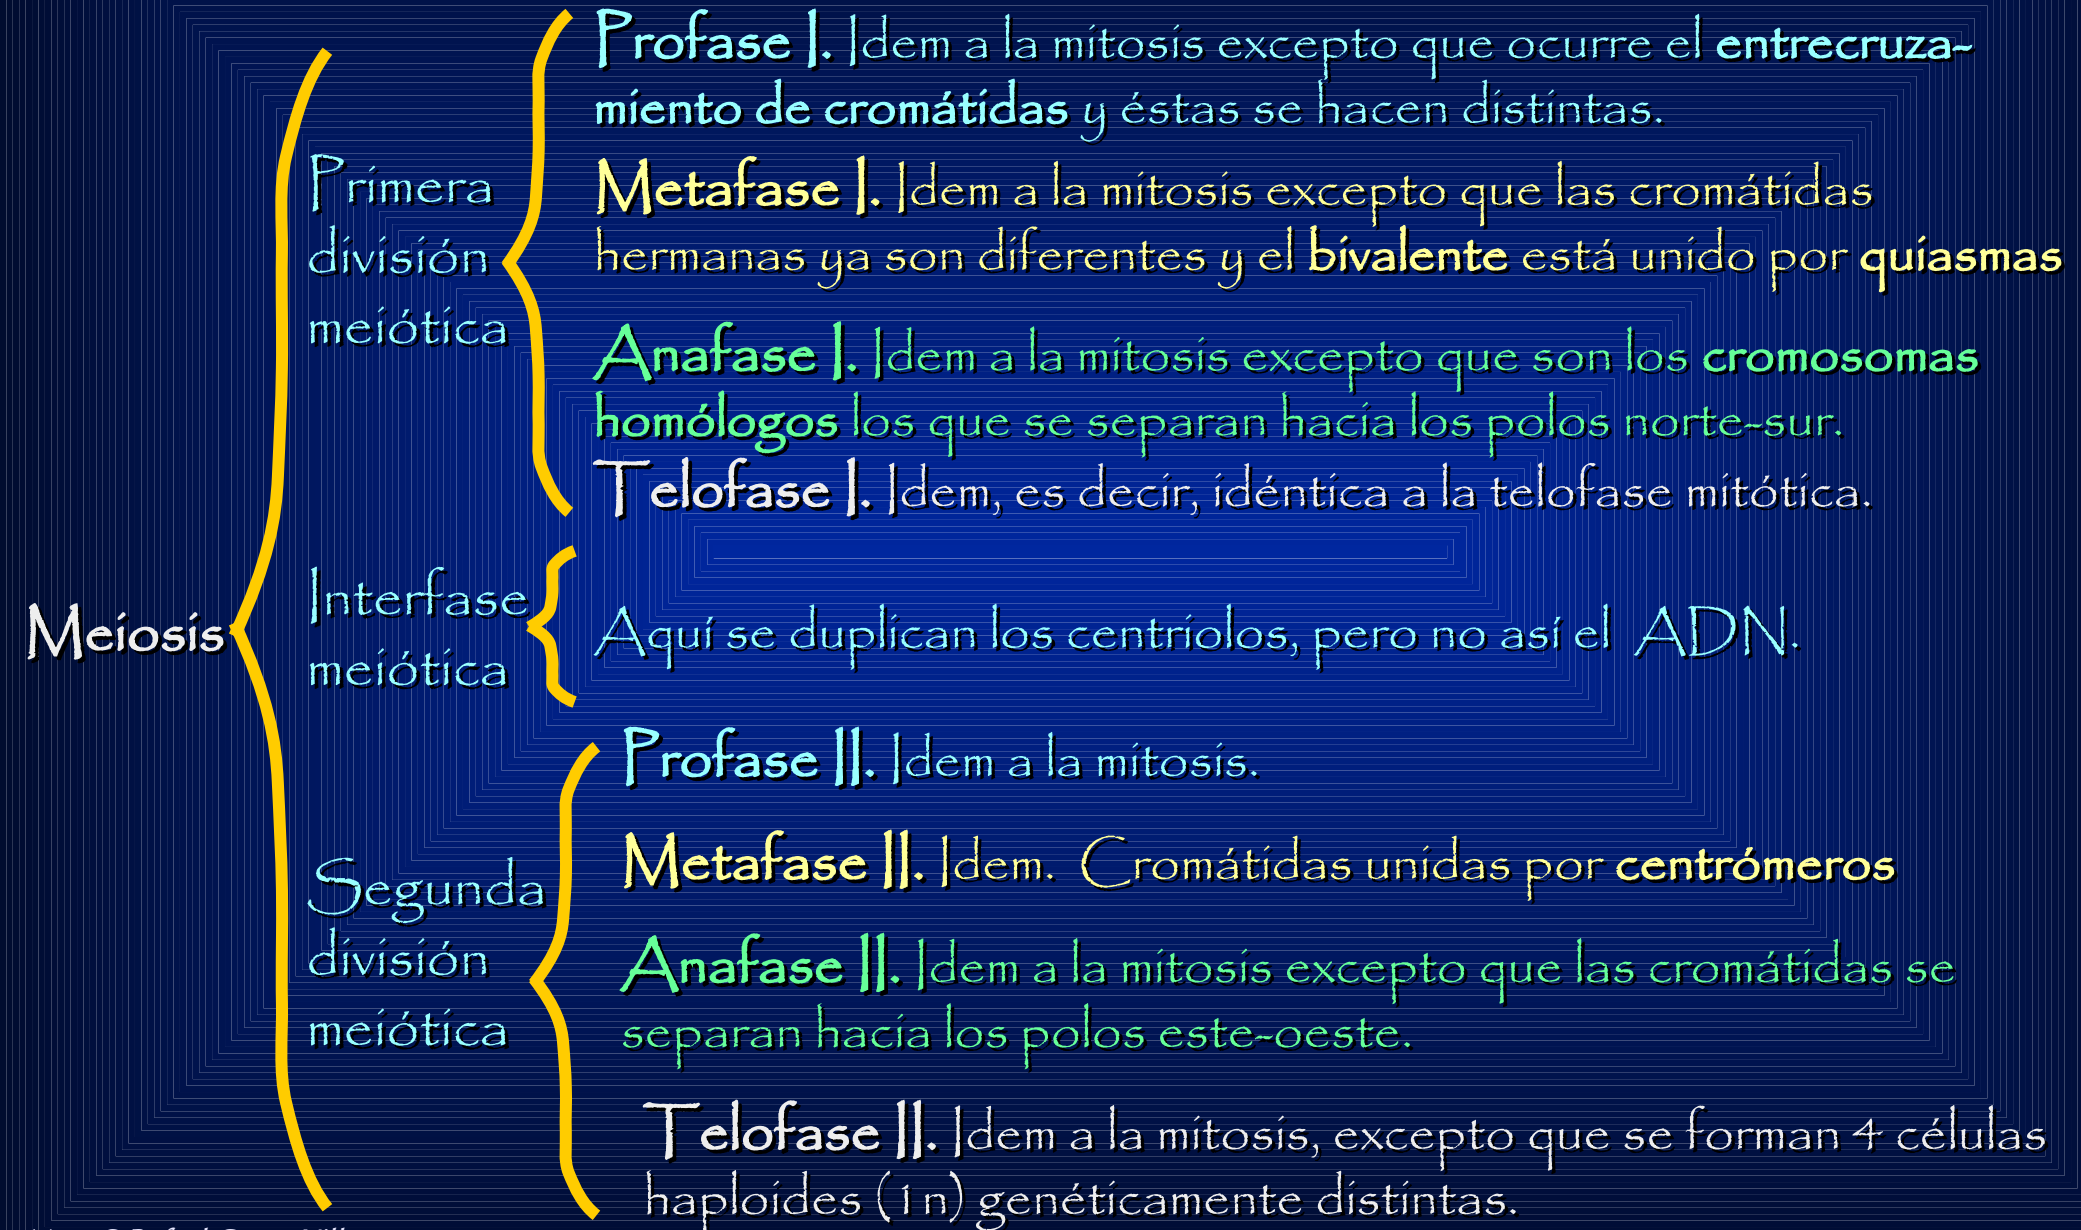 Profase I. Idem a la mitosis excepto que ocurre el entrecruza-
miento de cromátidas y éstas se hacen distintas.
Metafase I. Idem a la mitosis excepto que las cromátidas
hermanas ya son diferentes y el bivalente está unido por quiasmas
Anafase I. Idem a la mitosis excepto que son los cromosomas
homólogos los que se separan hacia los polos norte-sur.
Telofase I. Idem, es decir, idéntica a la telofase mitótica.
Primera
división
meiótica
Meiosis
Interfase
meiótica
Aquí se duplican los centriolos, pero no así el ADN.
Segunda
división
meiótica
Profase II. Idem a la mitosis.
Metafase II. Idem. Cromátidas unidas por centrómeros
Anafase II. Idem a la mitosis excepto que las cromátidas se
separan hacia los polos este-oeste.
Telofase II. Idem a la mitosis, excepto que se forman 4 células
haploides (1n) genéticamente distintas.